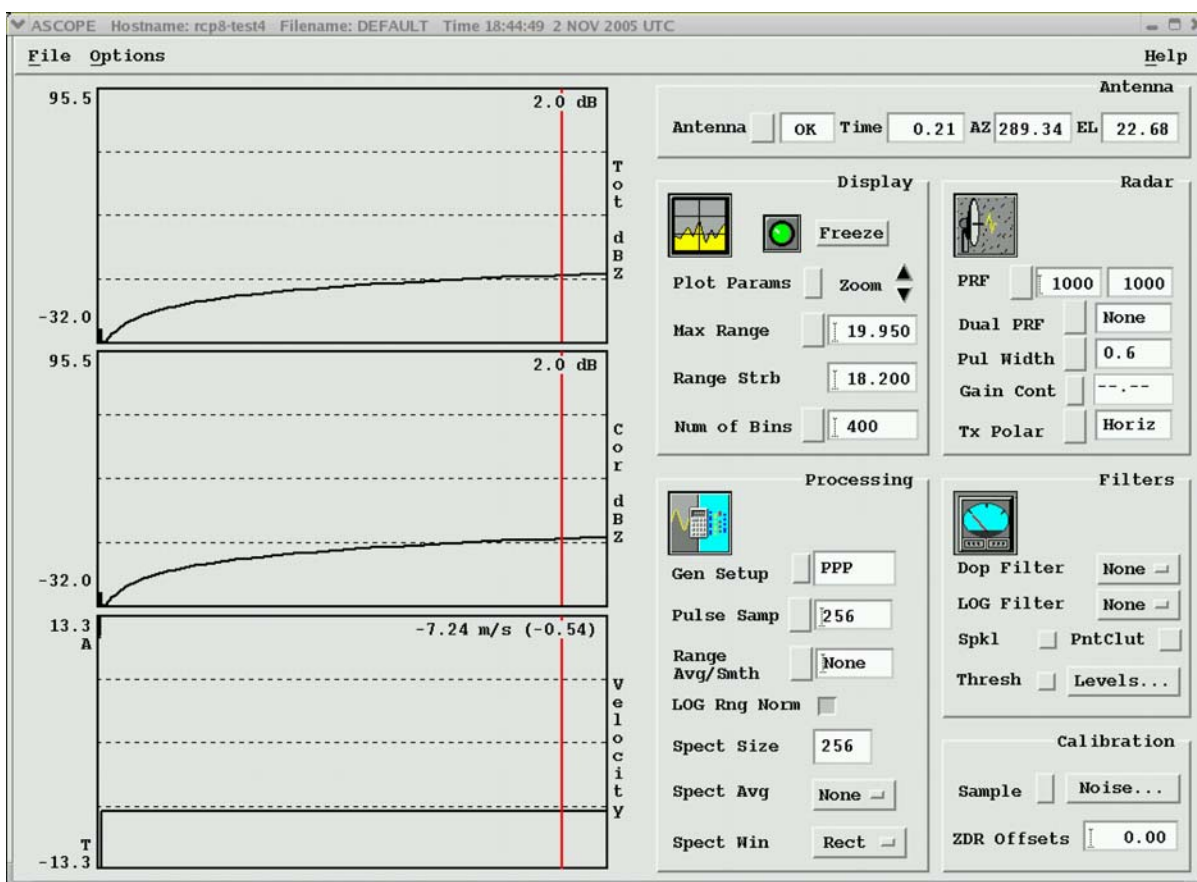 ASCOPE Hostname: rcp8-test4 Filename: DEFAULT Time 18:44:49 2 NOV 2005 UTC
File Options Help
95.5
2.0 dB
Tot dBZ
-32.0
95.5
2.0 dB
Cor dBZ
-32.0
13.3
A
-7.24 m/s (-0.54)
Velocity
T
-13.3
Antenna
Antenna OK Time 0.21 AZ 289.34 EL 22.68
Display
Freeze
Plot Params Zoom
Max Range 19.950
Range Strb 18.200
Num of Bins 400
Radar
PRF 1000 1000
Dual PRF None
Pul Width 0.6
Gain Cont --.--
Tx Polar Horiz
Processing
Gen Setup PPP
Pulse Samp 256
Range
Avg/Smth None
LOG Rng Norm
Spect Size 256
Spect Avg None
Spect Win Rect
Filters
Dop Filter None
LOG Filter None
Spkl PntClut
Thresh Levels...
Calibration
Sample Noise...
ZDR Offsets 0.00